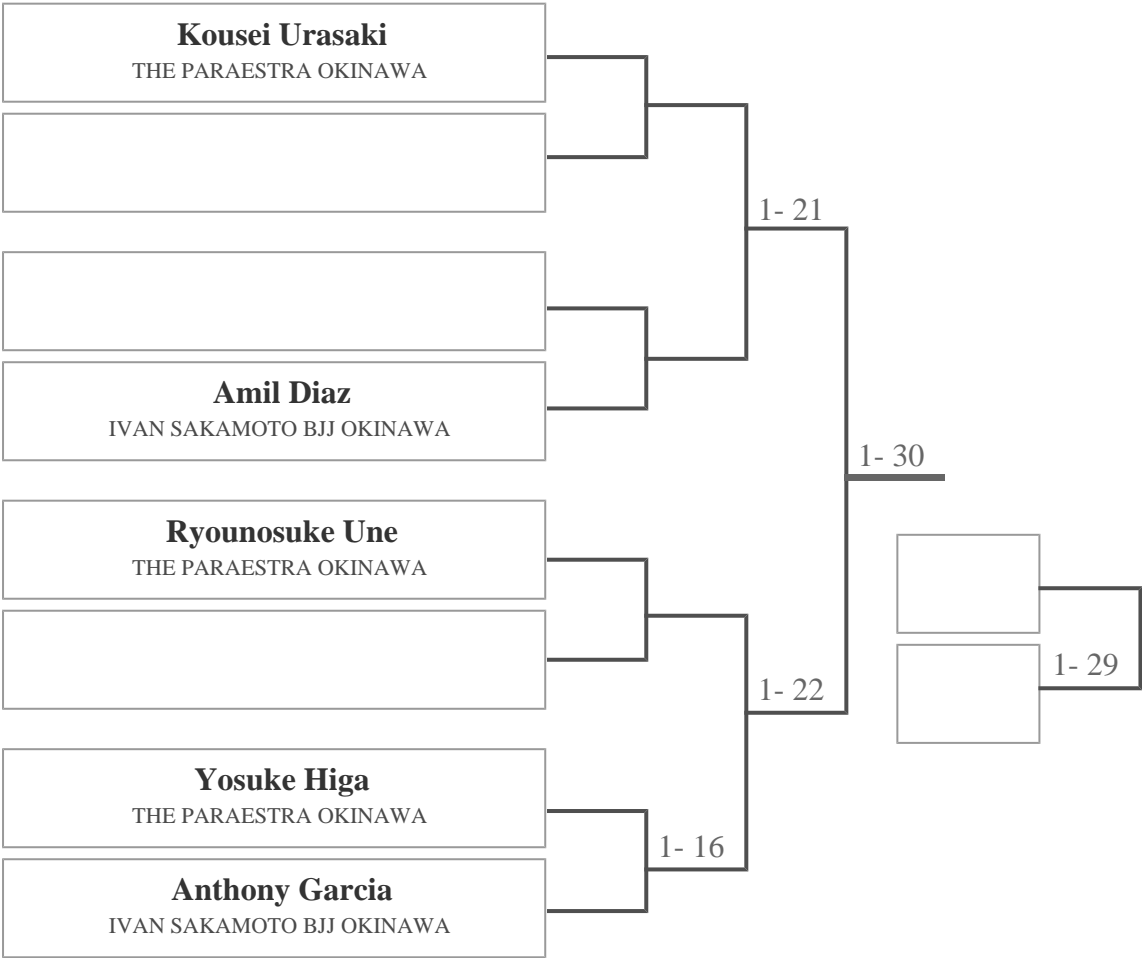 Kousei Urasaki
THE PARAESTRA OKINAWA
1- 21
Amil Diaz
IVAN SAKAMOTO BJJ OKINAWA
1- 30
Ryounosuke Une
THE PARAESTRA OKINAWA
1- 29
1- 22
Yosuke Higa
THE PARAESTRA OKINAWA
1- 16
Anthony Garcia
IVAN SAKAMOTO BJJ OKINAWA